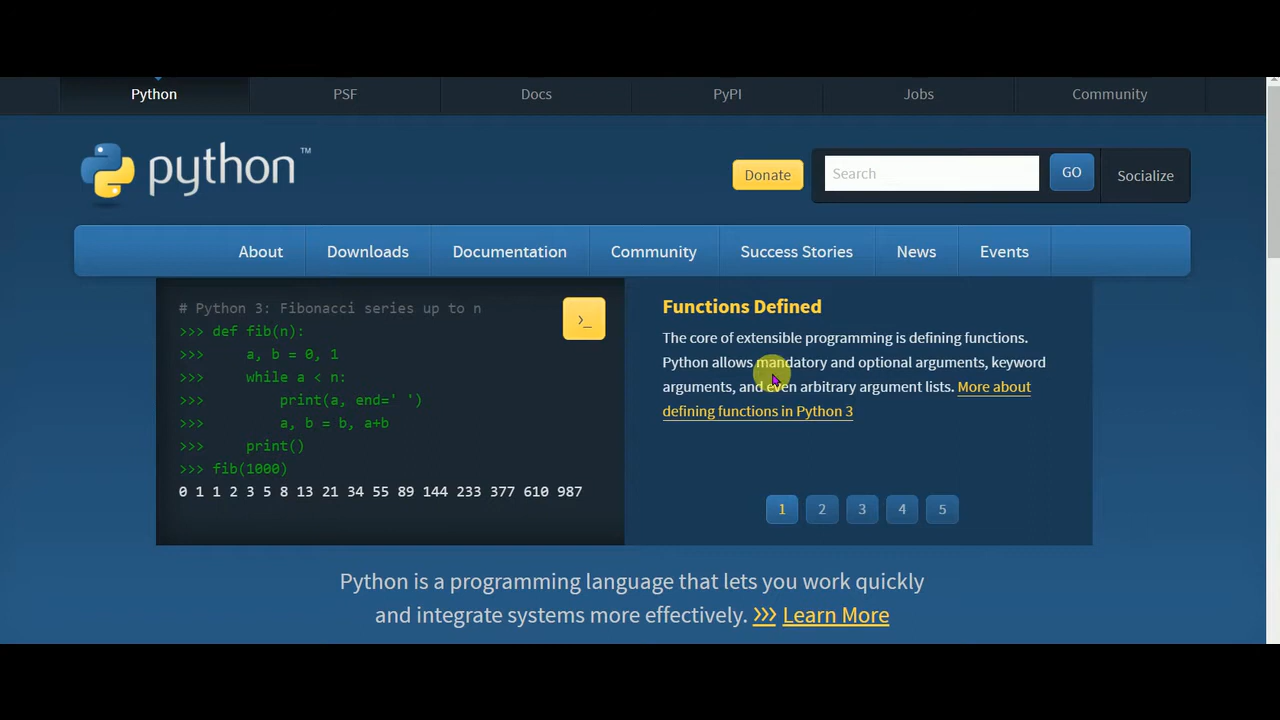 Python PSF Docs PyPI Jobs Community
python™
Donate Search GO Socialize
About Downloads Documentation Community Success Stories News Events
# Python 3: Fibonacci series up to n
>>> def fib(n):
>>>     a, b = 0, 1
>>>     while a < n:
>>>         print(a, end=' ')
>>>         a, b = b, a+b
>>>     print()
>>> fib(1000)
0 1 1 2 3 5 8 13 21 34 55 89 144 233 377 610 987
>_
Functions Defined
The core of extensible programming is defining functions.
Python allows mandatory and optional arguments, keyword
arguments, and even arbitrary argument lists. More about
defining functions in Python 3
1 2 3 4 5
Python is a programming language that lets you work quickly
and integrate systems more effectively. >>> Learn More